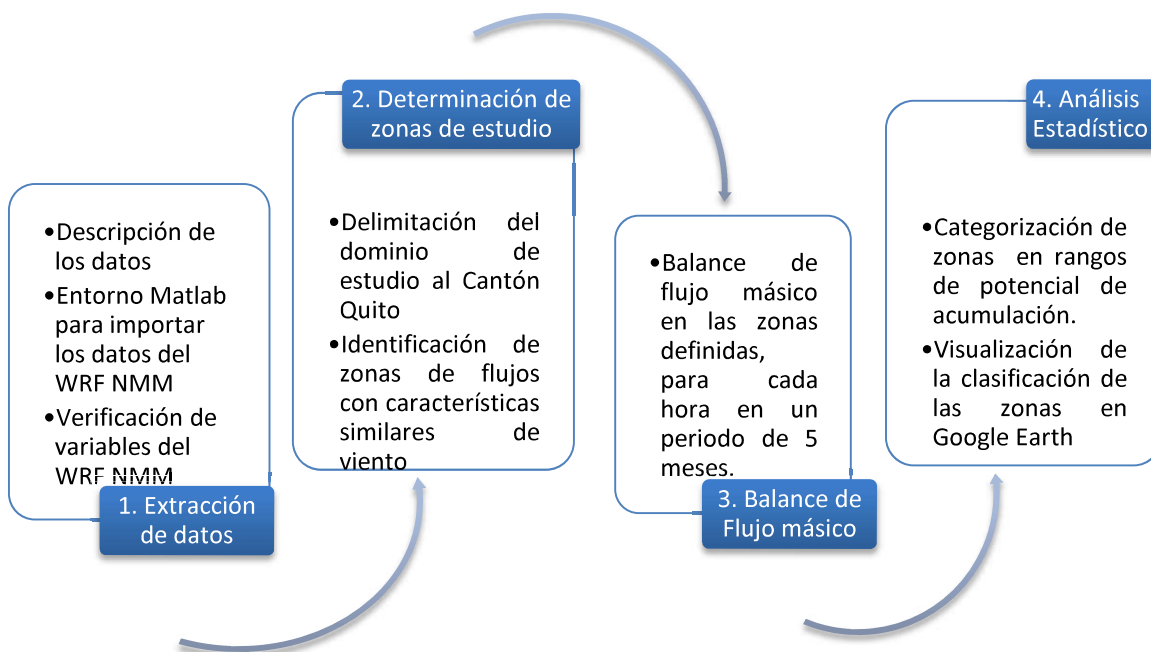 1. Extracción
de datos
•Descripción de
los datos
•Entorno Matlab
para importar
los datos del
WRF NMM
•Verificación de
variables del
WRF NMM
2. Determinación de
zonas de estudio
•Delimitación del
dominio de
estudio al Cantón
Quito
•Identificación de
zonas de flujos
con características
similares de
viento
3. Balance de
Flujo másico
•Balance de
flujo másico
en las zonas
definidas,
para cada
hora en un
periodo de 5
meses.
4. Análisis
Estadístico
•Categorización de
zonas en rangos
de potencial de
acumulación.
•Visualización de
la clasificación de
las zonas en
Google Earth